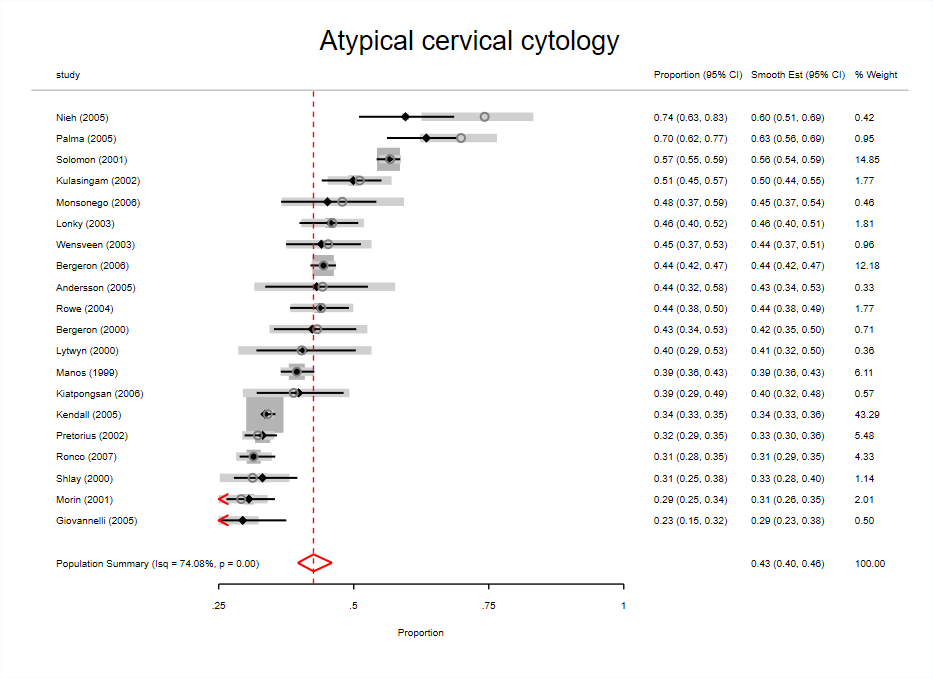 Atypical cervical cytology
study Proportion (95% CI) Smooth Est (95% CI) % Weight
Nieh (2005) 0.74 (0.63, 0.83) 0.60 (0.51, 0.69) 0.42
Palma (2005) 0.70 (0.62, 0.77) 0.63 (0.56, 0.69) 0.95
Solomon (2001) 0.57 (0.55, 0.59) 0.56 (0.54, 0.59) 14.85
Kulasingam (2002) 0.51 (0.45, 0.57) 0.50 (0.44, 0.55) 1.77
Monsonego (2006) 0.48 (0.37, 0.59) 0.45 (0.37, 0.54) 0.46
Lonky (2003) 0.46 (0.40, 0.52) 0.46 (0.40, 0.51) 1.81
Wensveen (2003) 0.45 (0.37, 0.53) 0.44 (0.37, 0.51) 0.96
Bergeron (2006) 0.44 (0.42, 0.47) 0.44 (0.42, 0.47) 12.18
Andersson (2005) 0.44 (0.32, 0.58) 0.43 (0.34, 0.53) 0.33
Rowe (2004) 0.44 (0.38, 0.50) 0.44 (0.38, 0.49) 1.77
Bergeron (2000) 0.43 (0.34, 0.53) 0.42 (0.35, 0.50) 0.71
Lytwyn (2000) 0.40 (0.29, 0.53) 0.41 (0.32, 0.50) 0.36
Manos (1999) 0.39 (0.36, 0.43) 0.39 (0.36, 0.43) 6.11
Kiatpongsan (2006) 0.39 (0.29, 0.49) 0.40 (0.32, 0.48) 0.57
Kendall (2005) 0.34 (0.33, 0.35) 0.34 (0.33, 0.36) 43.29
Pretorius (2002) 0.32 (0.29, 0.35) 0.33 (0.30, 0.36) 5.48
Ronco (2007) 0.31 (0.28, 0.35) 0.31 (0.29, 0.35) 4.33
Shlay (2000) 0.31 (0.25, 0.38) 0.33 (0.28, 0.40) 1.14
Morin (2001) 0.29 (0.25, 0.34) 0.31 (0.26, 0.35) 2.01
Giovannelli (2005) 0.23 (0.15, 0.32) 0.29 (0.23, 0.38) 0.50
Population Summary (Isq = 74.08%, p = 0.00) 0.43 (0.40, 0.46) 100.00
.25 .5 .75 1
Proportion